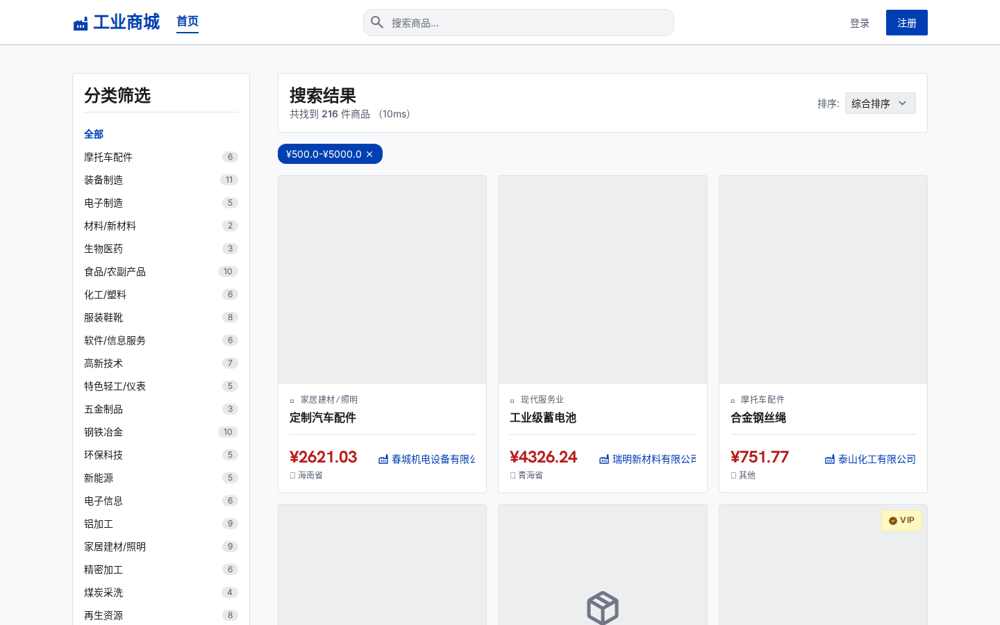 工业商城 首页 搜索商品... 登录 注册
分类筛选
全部
摩托车配件 6
装备制造 11
电子制造 5
材料/新材料 2
生物医药 3
食品/农副产品 10
化工/塑料 6
服装鞋靴 8
软件/信息服务 6
高新技术 7
特色轻工/仪表 5
五金制品 3
钢铁冶金 10
环保科技 5
新能源 5
电子信息 6
铝加工 9
家居建材/照明 9
精密加工 6
煤炭采洗 4
再生资源 8
搜索结果
共找到 216 件商品 （10ms）
排序: 综合排序
¥500.0-¥5000.0 ×
家居建材/照明
定制汽车配件
¥2621.03 春城机电设备有限公
海南省
现代服务业
工业级蓄电池
¥4326.24 瑞明新材料有限公司
青海省
摩托车配件
合金钢丝绳
¥751.77 泰山化工有限公司
其他
VIP